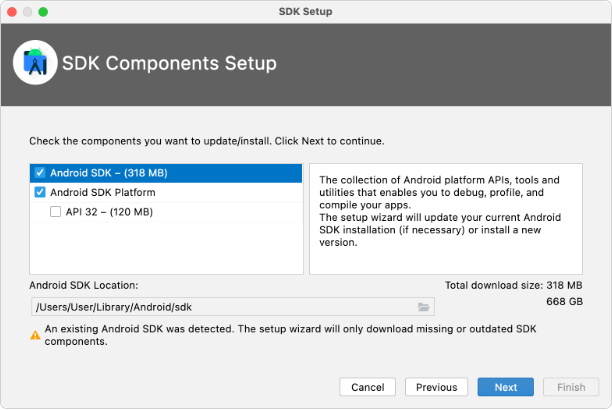 SDK Setup
SDK Components Setup
Check the components you want to update/install. Click Next to continue.
Android SDK – (318 MB)
Android SDK Platform
API 32 – (120 MB)
The collection of Android platform APIs, tools and
utilities that enables you to debug, profile, and
compile your apps.
The setup wizard will update your current Android
SDK installation (if necessary) or install a new
version.
Android SDK Location:
Total download size: 318 MB
/Users/User/Library/Android/sdk
668 GB
An existing Android SDK was detected. The setup wizard will only download missing or outdated SDK
components.
Cancel
Previous
Next
Finish